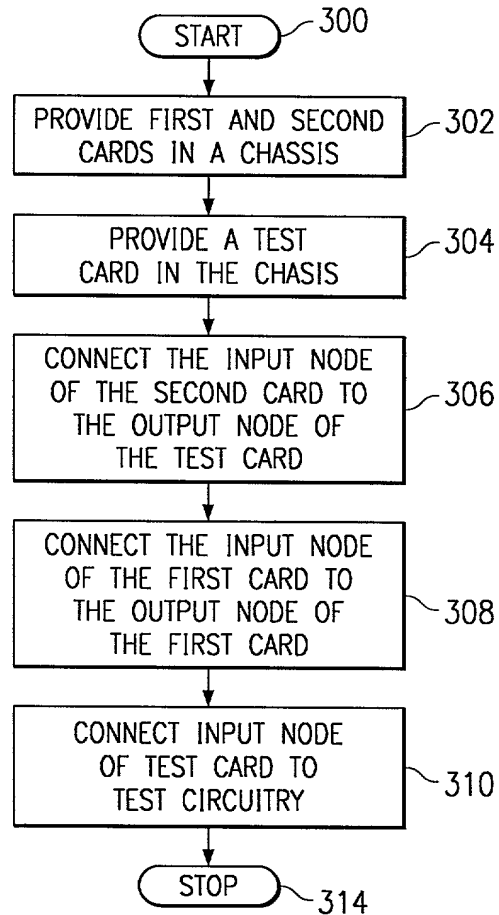 START
300
PROVIDE FIRST AND SECOND
CARDS IN A CHASSIS
302
PROVIDE A TEST
CARD IN THE CHASIS
304
CONNECT THE INPUT NODE
OF THE SECOND CARD TO
THE OUTPUT NODE OF
THE TEST CARD
306
CONNECT THE INPUT NODE
OF THE FIRST CARD TO
THE OUTPUT NODE OF
THE FIRST CARD
308
CONNECT INPUT NODE
OF TEST CARD TO
TEST CIRCUITRY
310
STOP
314